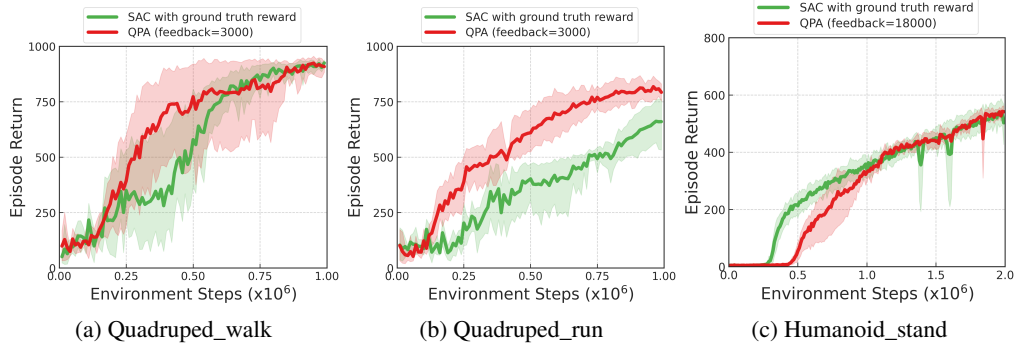 SAC with ground truth reward
QPA (feedback=3000)
1000
750
500
250
0
0.00 0.25 0.50 0.75 1.00
Episode Return
Environment Steps (x10⁶)
(a) Quadruped_walk
SAC with ground truth reward
QPA (feedback=3000)
1000
750
500
250
0
0.00 0.25 0.50 0.75 1.00
Episode Return
Environment Steps (x10⁶)
(b) Quadruped_run
SAC with ground truth reward
QPA (feedback=18000)
800
600
400
200
0
0.0 0.5 1.0 1.5 2.0
Episode Return
Environment Steps (x10⁶)
(c) Humanoid_stand